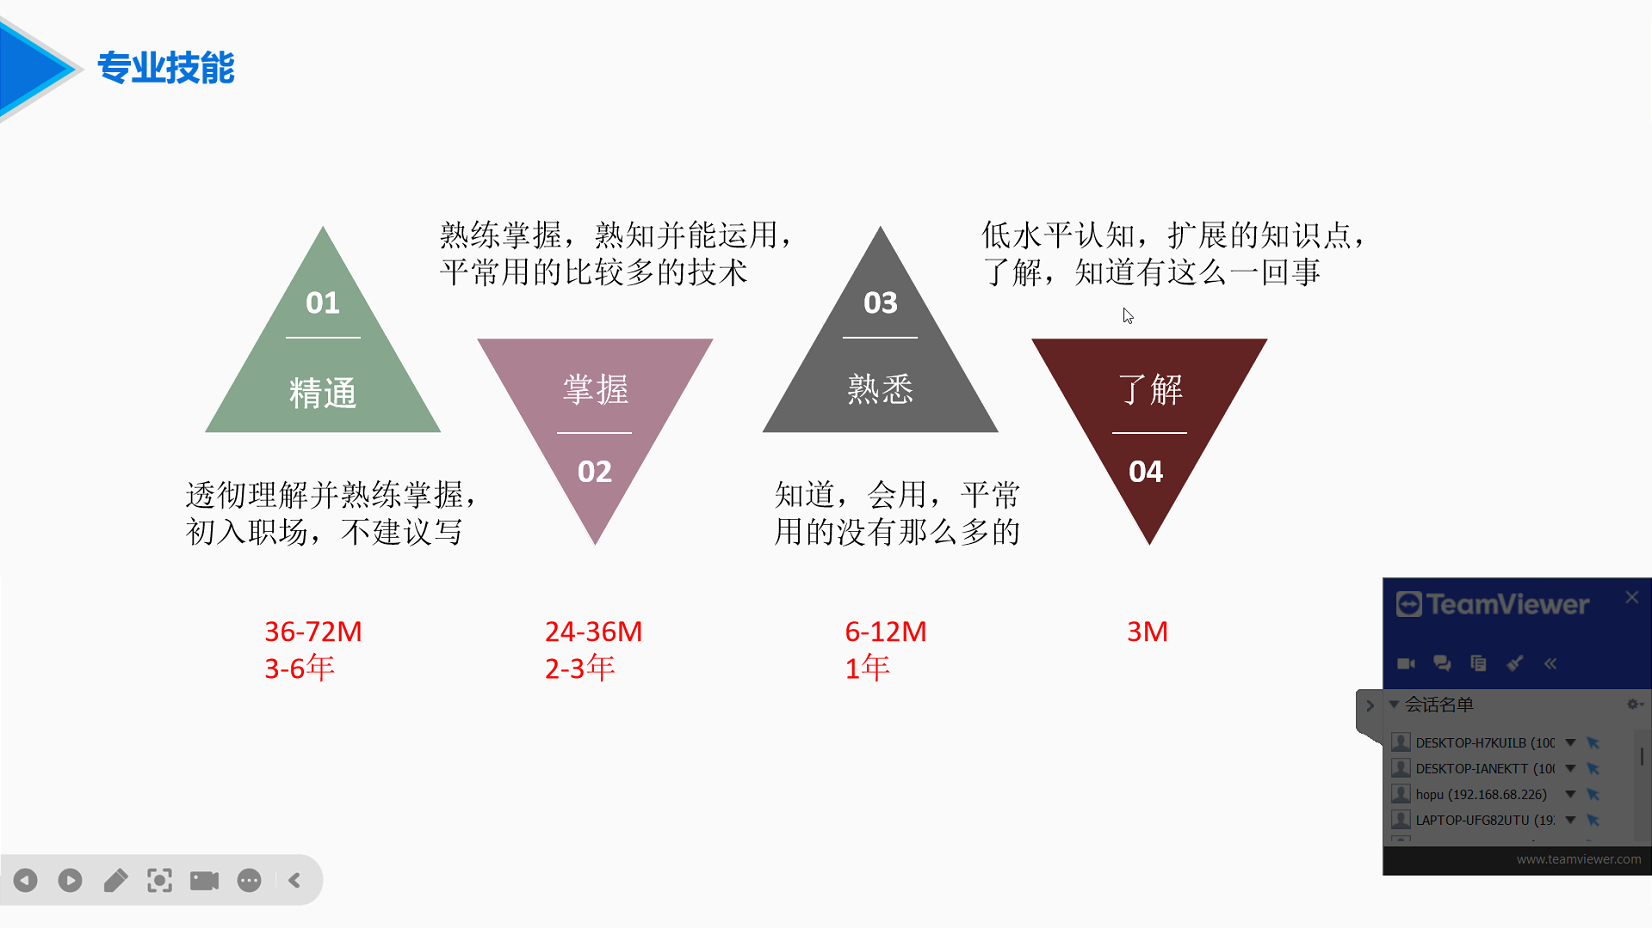 专业技能
01
精通
透彻理解并熟练掌握，
初入职场，不建议写
36-72M
3-6年
熟练掌握，熟知并能运用，
平常用的比较多的技术
掌握
02
24-36M
2-3年
03
熟悉
知道，会用，平常
用的没有那么多的
6-12M
1年
低水平认知，扩展的知识点，
了解，知道有这么一回事
了解
04
3M
TeamViewer
会话名单
DESKTOP-H7KUILB (100
DESKTOP-IANEKTT (100
hopu (192.168.68.226)
LAPTOP-UFG82UTU (192
www.teamviewer.com